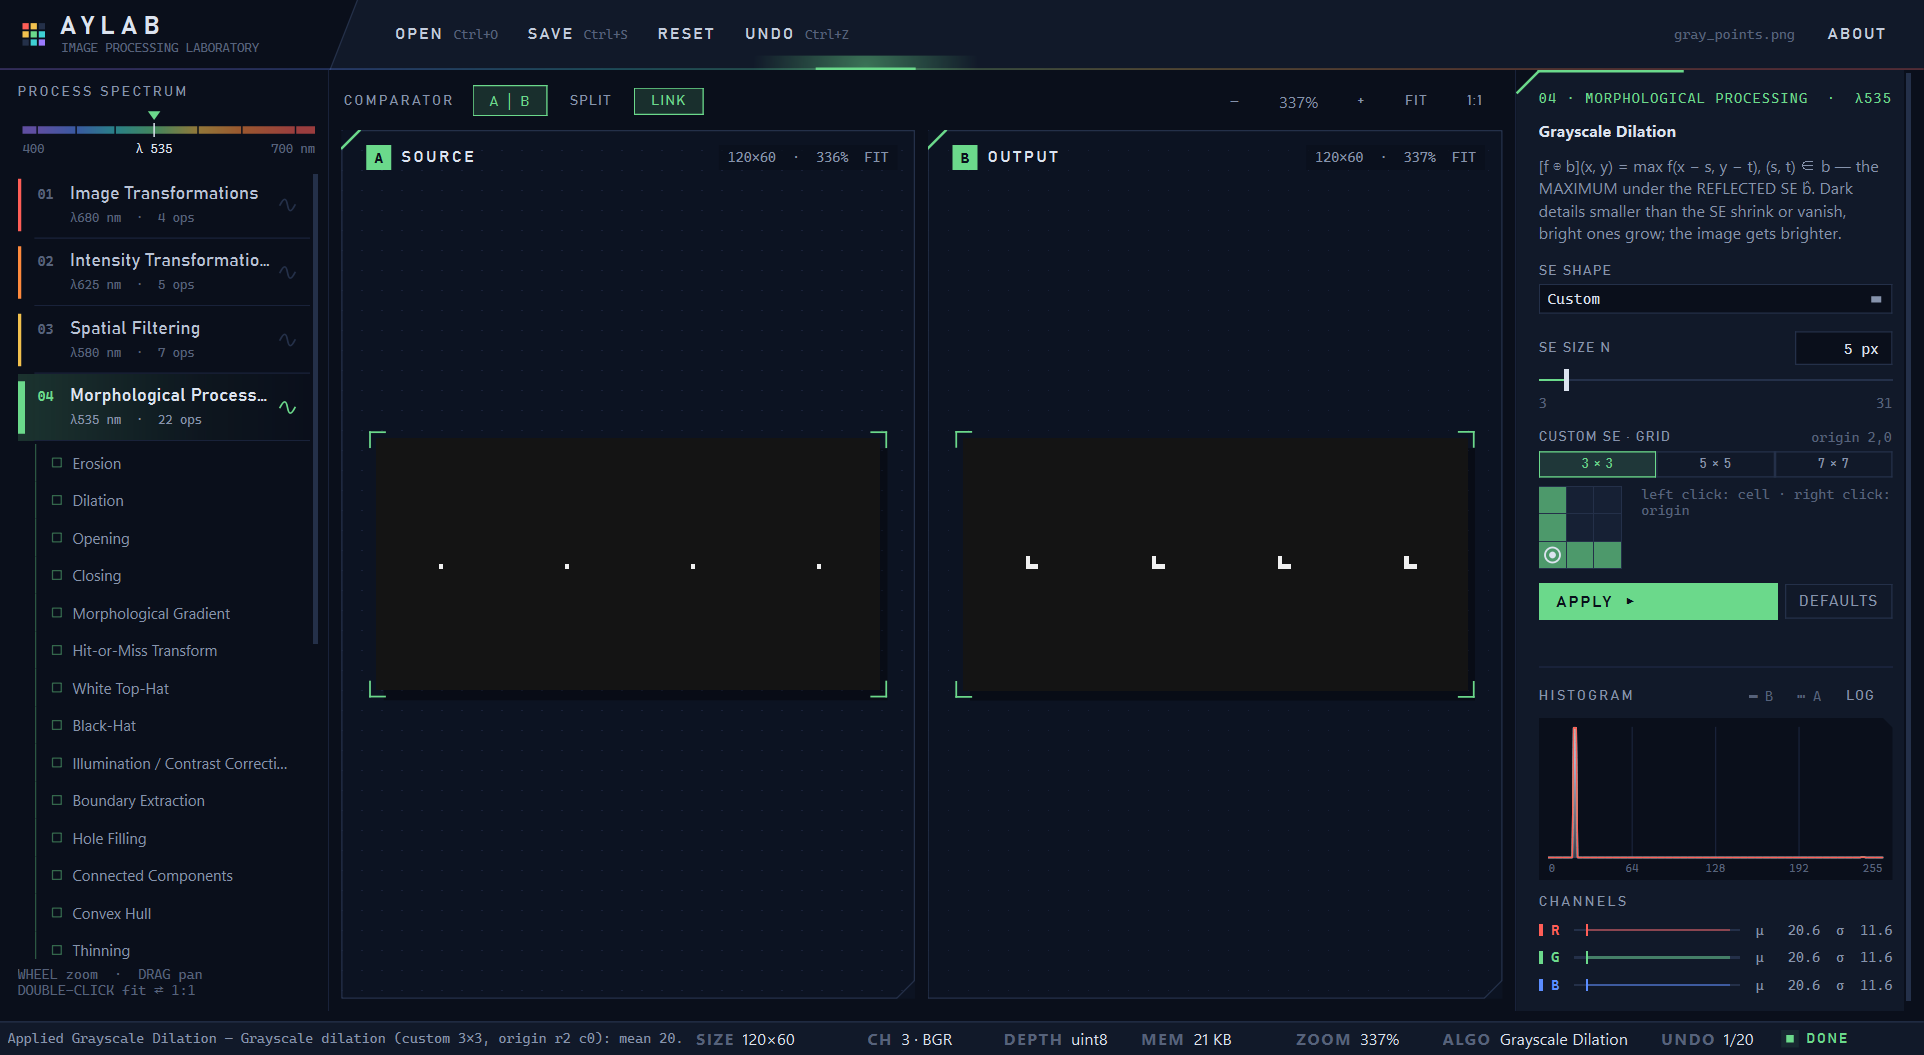 AYLAB
IMAGE PROCESSING LABORATORY
OPEN Ctrl+O SAVE Ctrl+S RESET UNDO Ctrl+Z
gray_points.png ABOUT
PROCESS SPECTRUM
400 λ 535 700 nm
01 Image Transformations
λ680 nm · 4 ops
02 Intensity Transformatio...
λ625 nm · 5 ops
03 Spatial Filtering
λ580 nm · 7 ops
04 Morphological Process...
λ535 nm · 22 ops
Erosion
Dilation
Opening
Closing
Morphological Gradient
Hit-or-Miss Transform
White Top-Hat
Black-Hat
Illumination / Contrast Correcti...
Boundary Extraction
Hole Filling
Connected Components
Convex Hull
Thinning
WHEEL zoom · DRAG pan
DOUBLE-CLICK fit ⇄ 1:1
COMPARATOR A | B SPLIT LINK
− 337% + FIT 1:1
A SOURCE 120×60 · 336% FIT
B OUTPUT 120×60 · 337% FIT
04 · MORPHOLOGICAL PROCESSING · λ535
Grayscale Dilation
[f ⊕ b](x, y) = max f(x − s, y − t), (s, t) ∈ b — the
MAXIMUM under the REFLECTED SE b̂. Dark
details smaller than the SE shrink or vanish,
bright ones grow; the image gets brighter.
SE SHAPE
Custom
SE SIZE N 5 px
3 31
CUSTOM SE · GRID origin 2,0
3 × 3 5 × 5 7 × 7
left click: cell · right click:
origin
APPLY ▸ DEFAULTS
HISTOGRAM B A LOG
0 64 128 192 255
CHANNELS
R μ 20.6 σ 11.6
G μ 20.6 σ 11.6
B μ 20.6 σ 11.6
Applied Grayscale Dilation — Grayscale dilation (custom 3×3, origin r2 c0): mean 20. SIZE 120×60 CH 3 · BGR DEPTH uint8 MEM 21 KB ZOOM 337% ALGO Grayscale Dilation UNDO 1/20 DONE